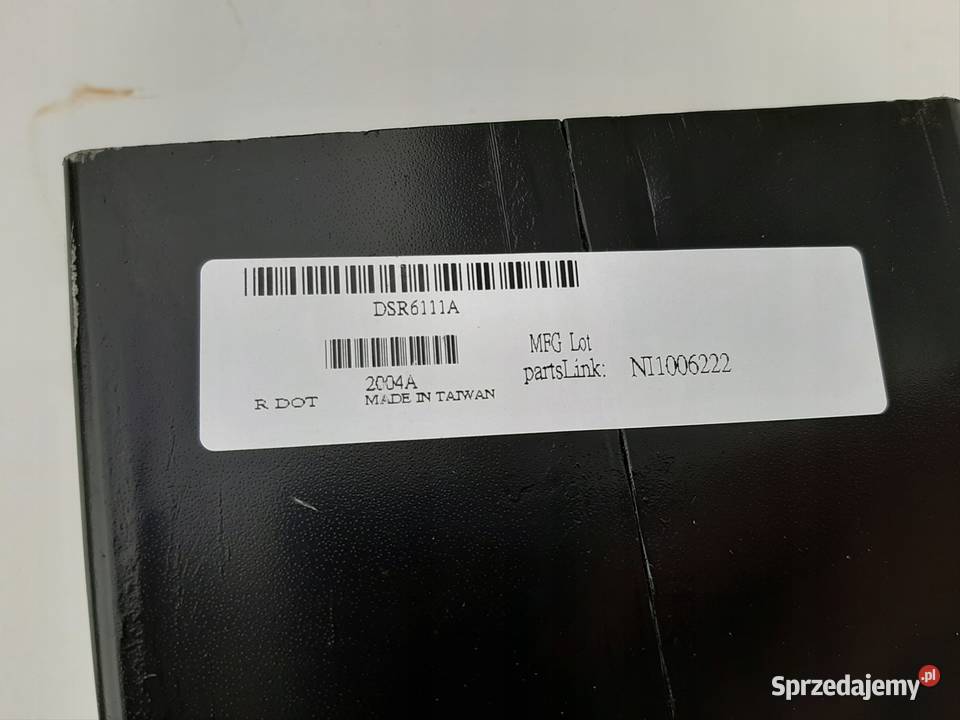 DSR6111A
MFG Lot
partsLink: NI1006222
2004A
R DOT MADE IN TAIWAN
Sprzedajemy.pl